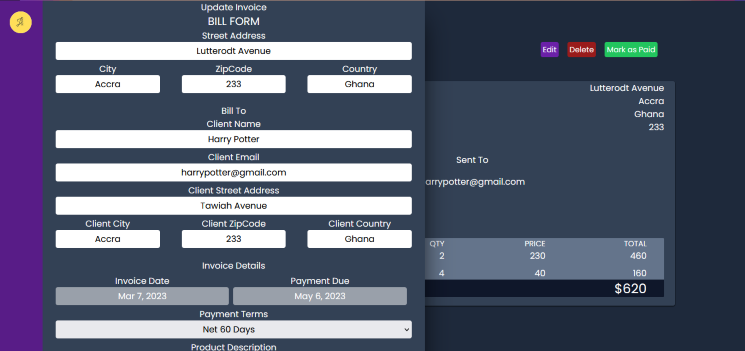 Update Invoice
BILL FORM
Street Address
Lutterodt Avenue
City ZipCode Country
Accra 233 Ghana
Bill To
Client Name
Harry Potter
Client Email
harrypotter@gmail.com
Client Street Address
Tawiah Avenue
Client City Client ZipCode Client Country
Accra 233 Ghana
Invoice Details
Invoice Date Payment Due
Mar 7, 2023 May 6, 2023
Payment Terms
Net 60 Days
Product Description
Edit Delete Mark as Paid
Lutterodt Avenue
Accra
Ghana
233
Sent To
arrypotter@gmail.com
QTY PRICE TOTAL
2 230 460
4 40 160
$620